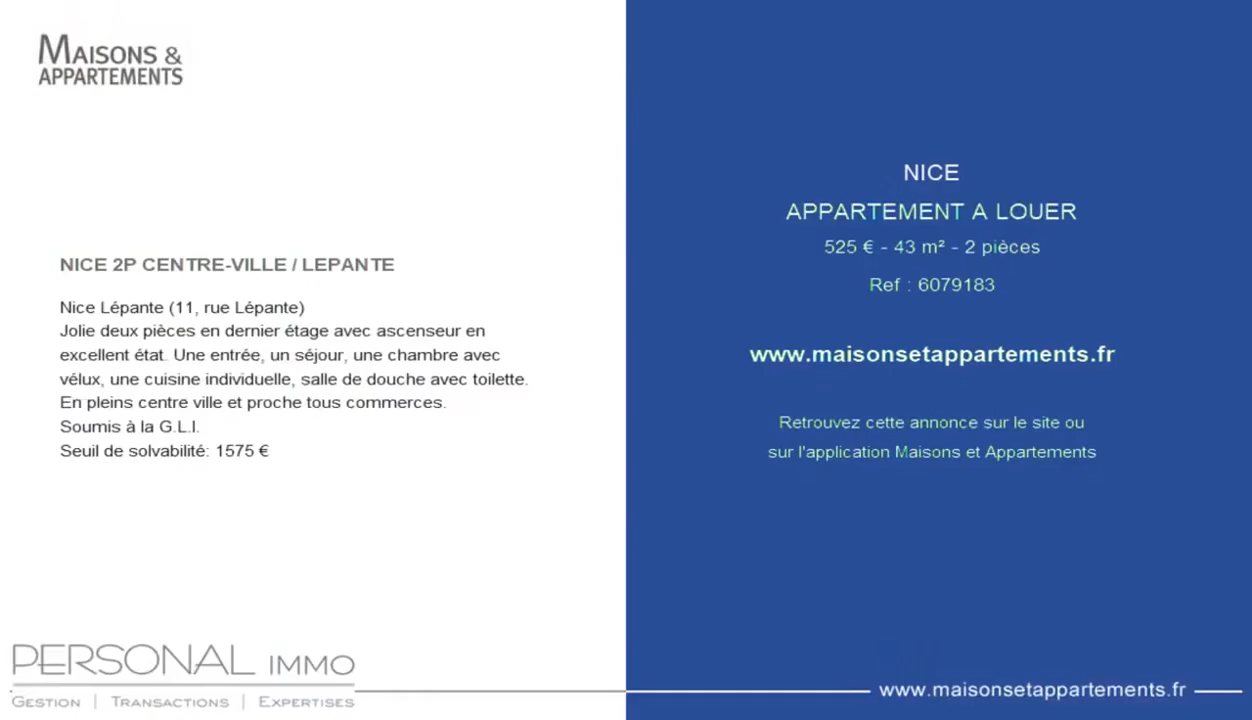 MAISONS &
APPARTEMENTS
NICE 2P CENTRE-VILLE / LEPANTE
Nice Lépante (11, rue Lépante)
Jolie deux pièces en dernier étage avec ascenseur en
excellent état. Une entrée, un séjour, une chambre avec
vélux, une cuisine individuelle, salle de douche avec toilette.
En pleins centre ville et proche tous commerces.
Soumis à la G.L.I.
Seuil de solvabilité: 1575 €
PERSONAL IMMO
GESTION | TRANSACTIONS | EXPERTISES
NICE
APPARTEMENT A LOUER
525 € - 43 m² - 2 pièces
Ref : 6079183
www.maisonsetappartements.fr
Retrouvez cette annonce sur le site ou
sur l'application Maisons et Appartements
www.maisonsetappartements.fr